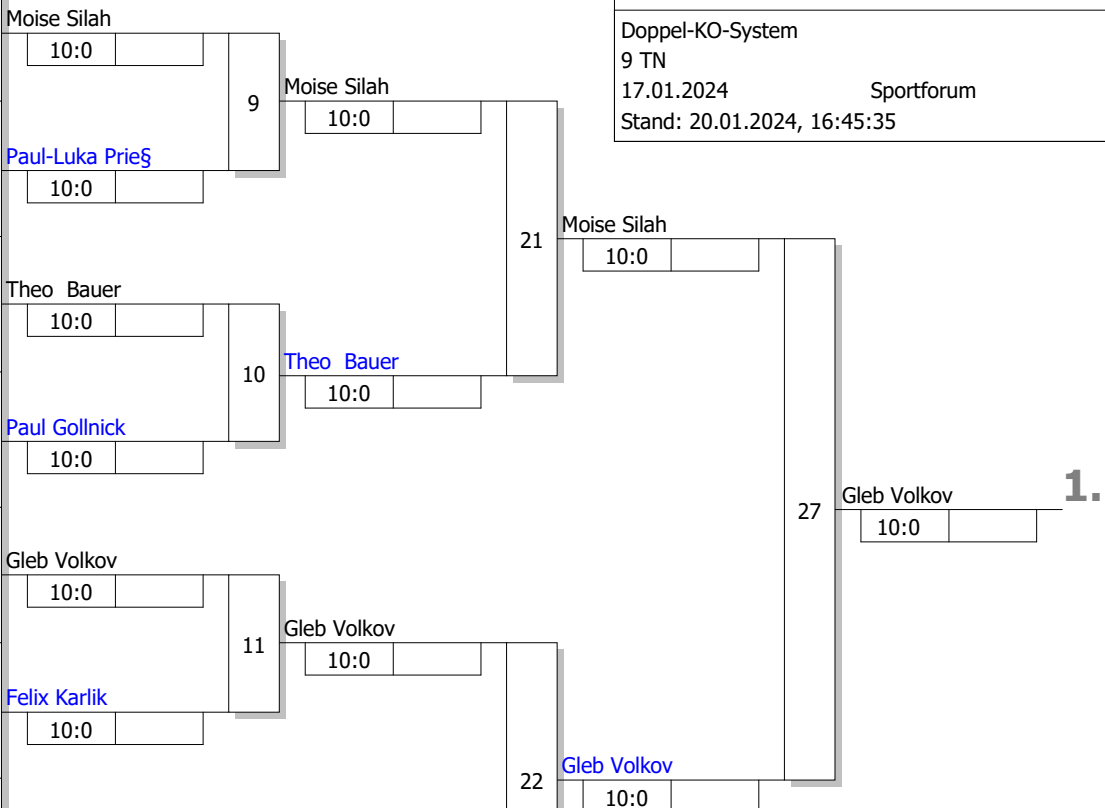 Moise Silah
10:0
9
Paul-Luka Prie§
10:0
Moise Silah
10:0
Theo  Bauer
10:0
10
Paul Gollnick
10:0
Theo  Bauer
10:0
21
Moise Silah
10:0
Gleb Volkov
10:0
11
Felix Karlik
10:0
Gleb Volkov
10:0
22
Gleb Volkov
10:0
27
Gleb Volkov
10:0
1.
Doppel-KO-System
9 TN
17.01.2024 Sportforum
Stand: 20.01.2024, 16:45:35